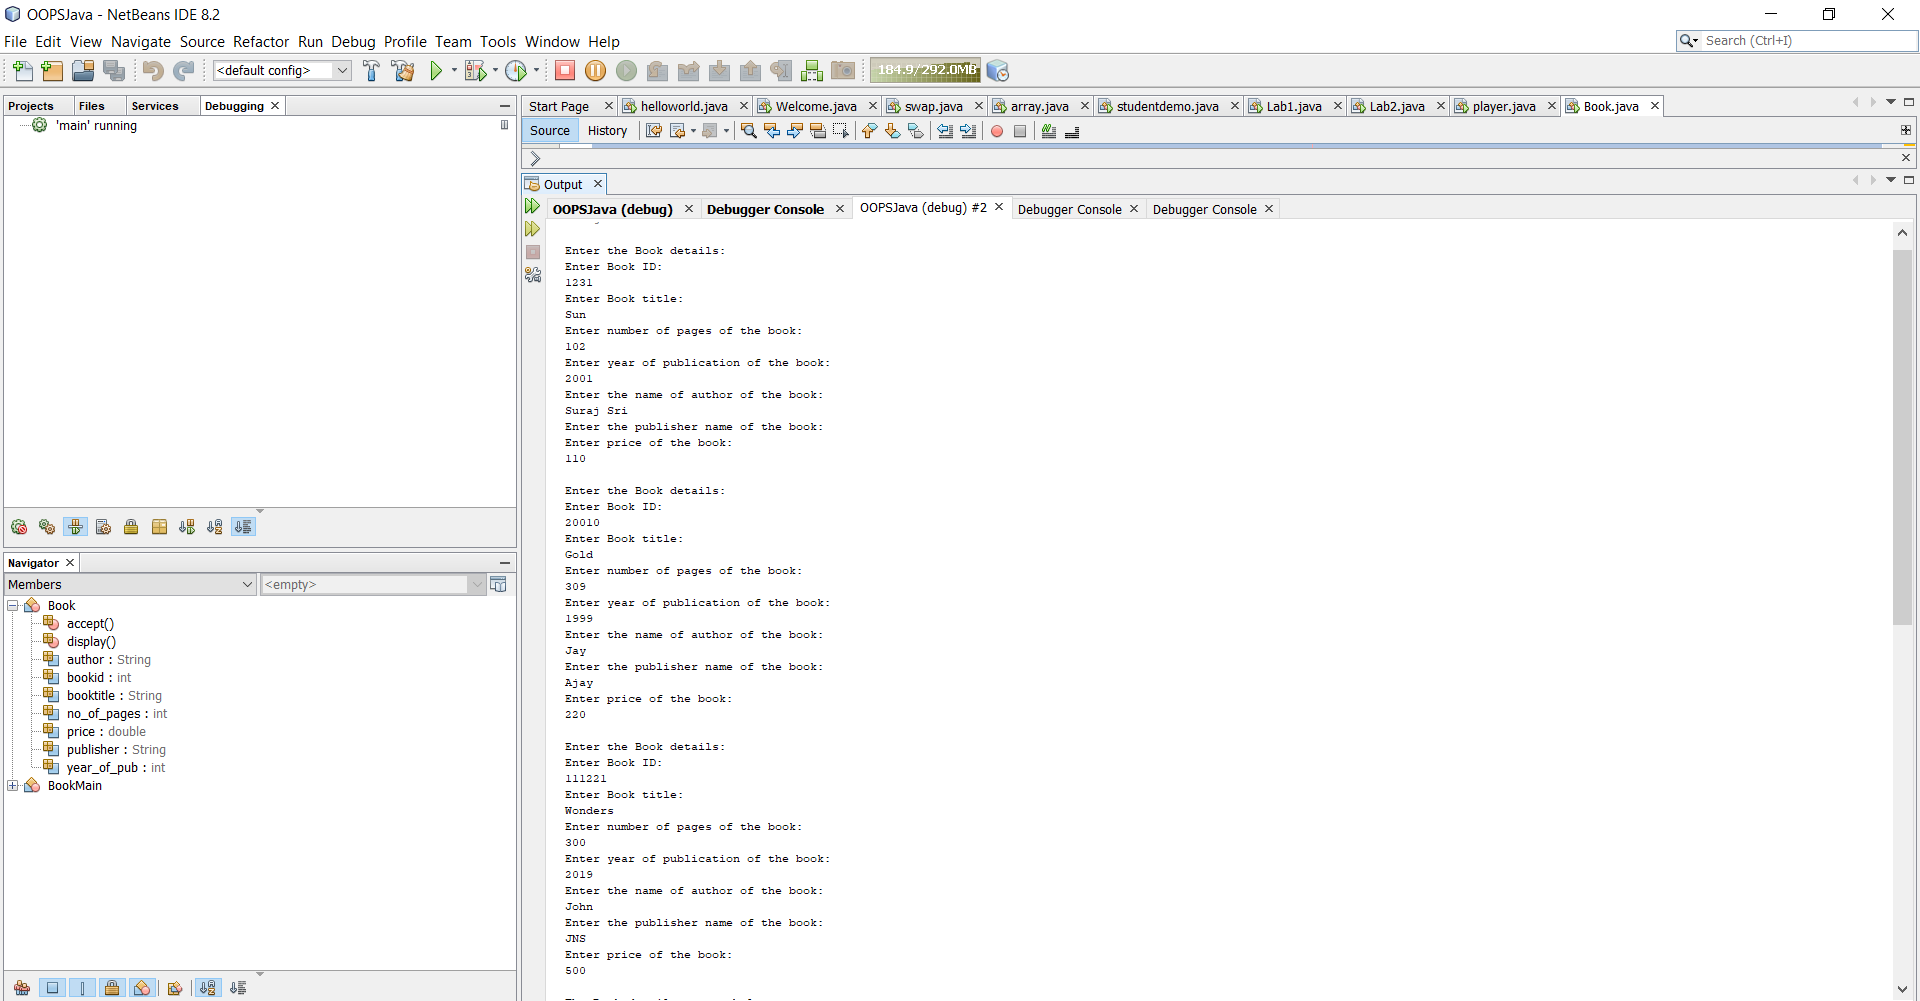 OOPSJava - NetBeans IDE 8.2
File Edit View Navigate Source Refactor Run Debug Profile Team Tools Window Help
Search (Ctrl+I)
<default config>
184.9/292.0MB
Projects Files Services Debugging
'main' running
Start Page helloworld.java Welcome.java swap.java array.java studentdemo.java Lab1.java Lab2.java player.java Book.java
Source History
Output
OOPSJava (debug) Debugger Console OOPSJava (debug) #2 Debugger Console Debugger Console
Enter the Book details:
Enter Book ID:
1231
Enter Book title:
Sun
Enter number of pages of the book:
102
Enter year of publication of the book:
2001
Enter the name of author of the book:
Suraj Sri
Enter the publisher name of the book:
Enter price of the book:
110
Enter the Book details:
Enter Book ID:
20010
Enter Book title:
Gold
Enter number of pages of the book:
309
Enter year of publication of the book:
1999
Enter the name of author of the book:
Jay
Enter the publisher name of the book:
Ajay
Enter price of the book:
220
Enter the Book details:
Enter Book ID:
111221
Enter Book title:
Wonders
Enter number of pages of the book:
300
Enter year of publication of the book:
2019
Enter the name of author of the book:
John
Enter the publisher name of the book:
JNS
Enter price of the book:
500
Navigator
Members
<empty>
Book
accept()
display()
author : String
bookid : int
booktitle : String
no_of_pages : int
price : double
publisher : String
year_of_pub : int
BookMain